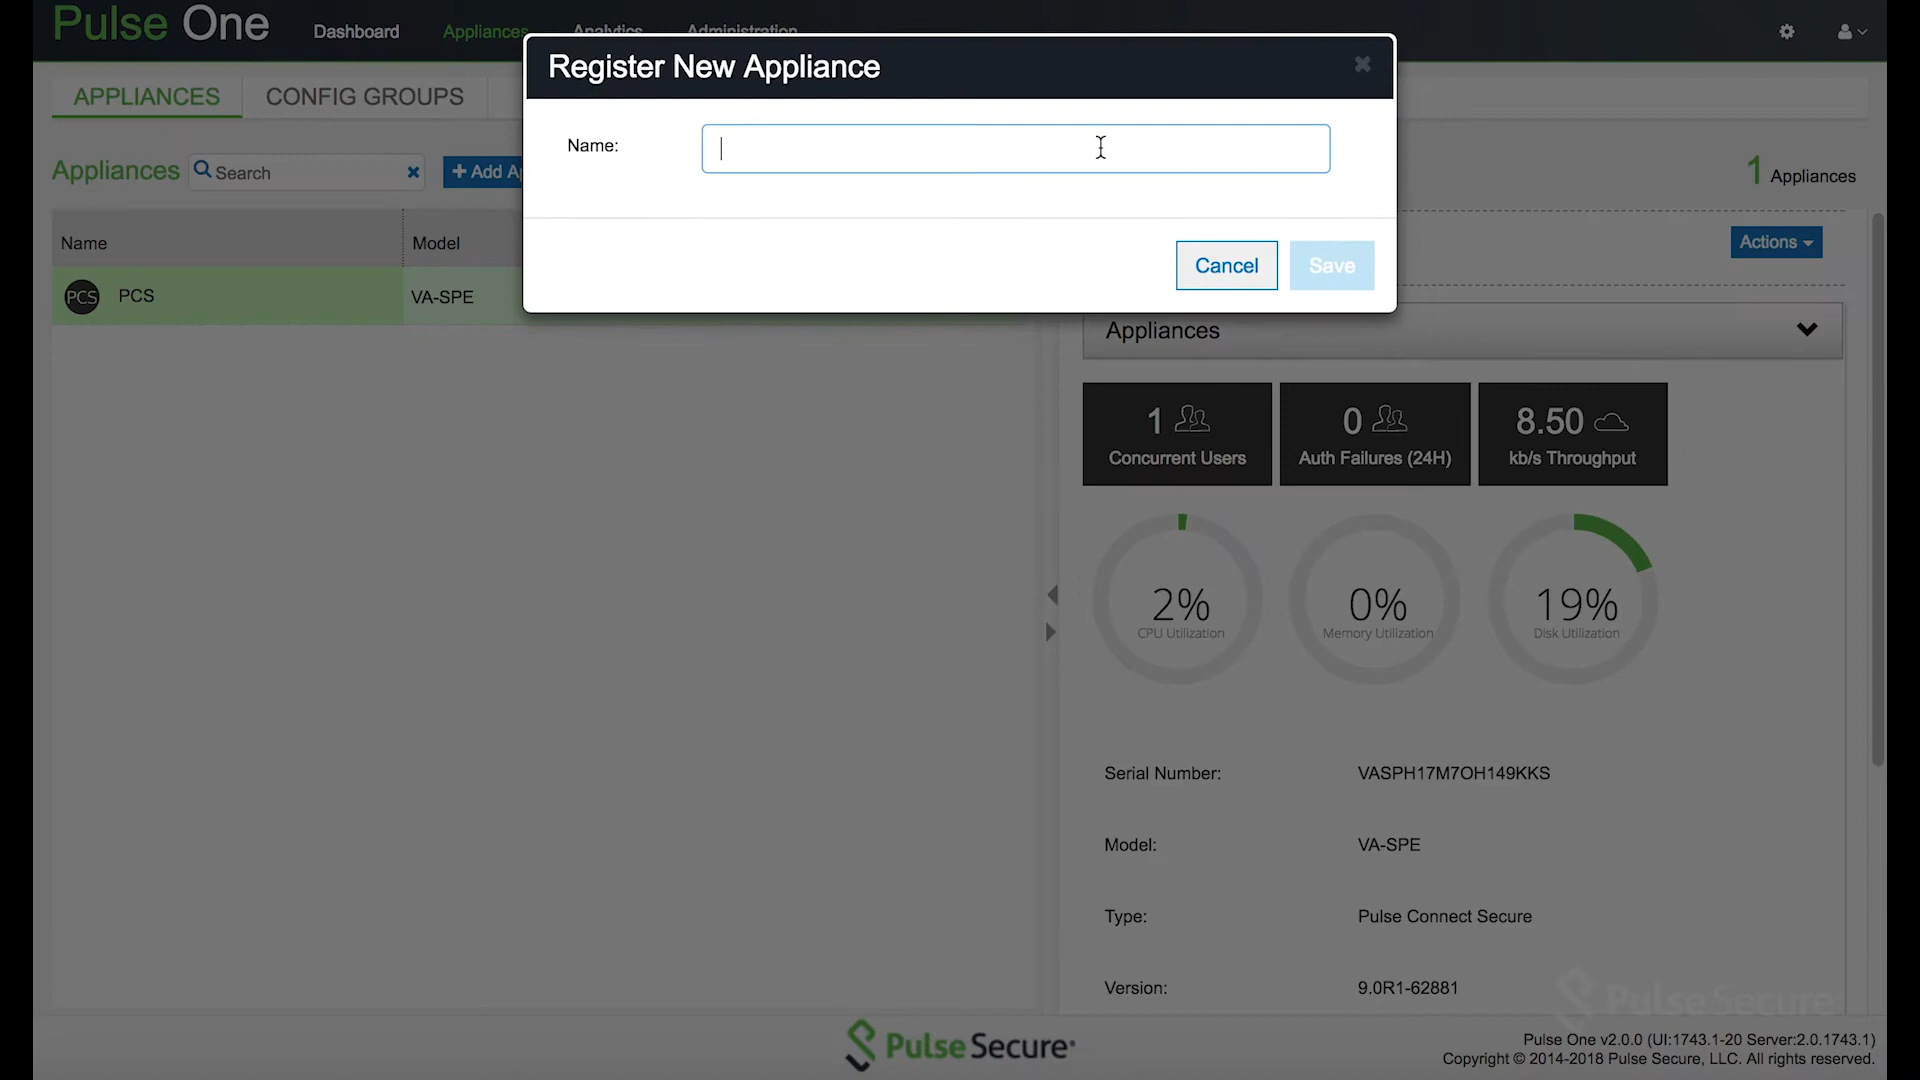 Pulse One
Dashboard
Appliances
Analytics
Administration
Register New Appliance
Name:
Cancel
Save
APPLIANCES
CONFIG GROUPS
Appliances
Search
+ Add Ap
1 Appliances
Name
Model
Actions
PCS
PCS
VA-SPE
Appliances
1
Concurrent Users
0
Auth Failures (24H)
8.50
kb/s Throughput
2%
CPU Utilization
0%
Memory Utilization
19%
Disk Utilization
Serial Number: VASPH17M7OH149KKS
Model: VA-SPE
Type: Pulse Connect Secure
Version: 9.0R1-62881
PulseSecure
PulseSecure
Pulse One v2.0.0 (UI:1743.1-20 Server:2.0.1743.1)
Copyright © 2014-2018 Pulse Secure, LLC. All rights reserved.